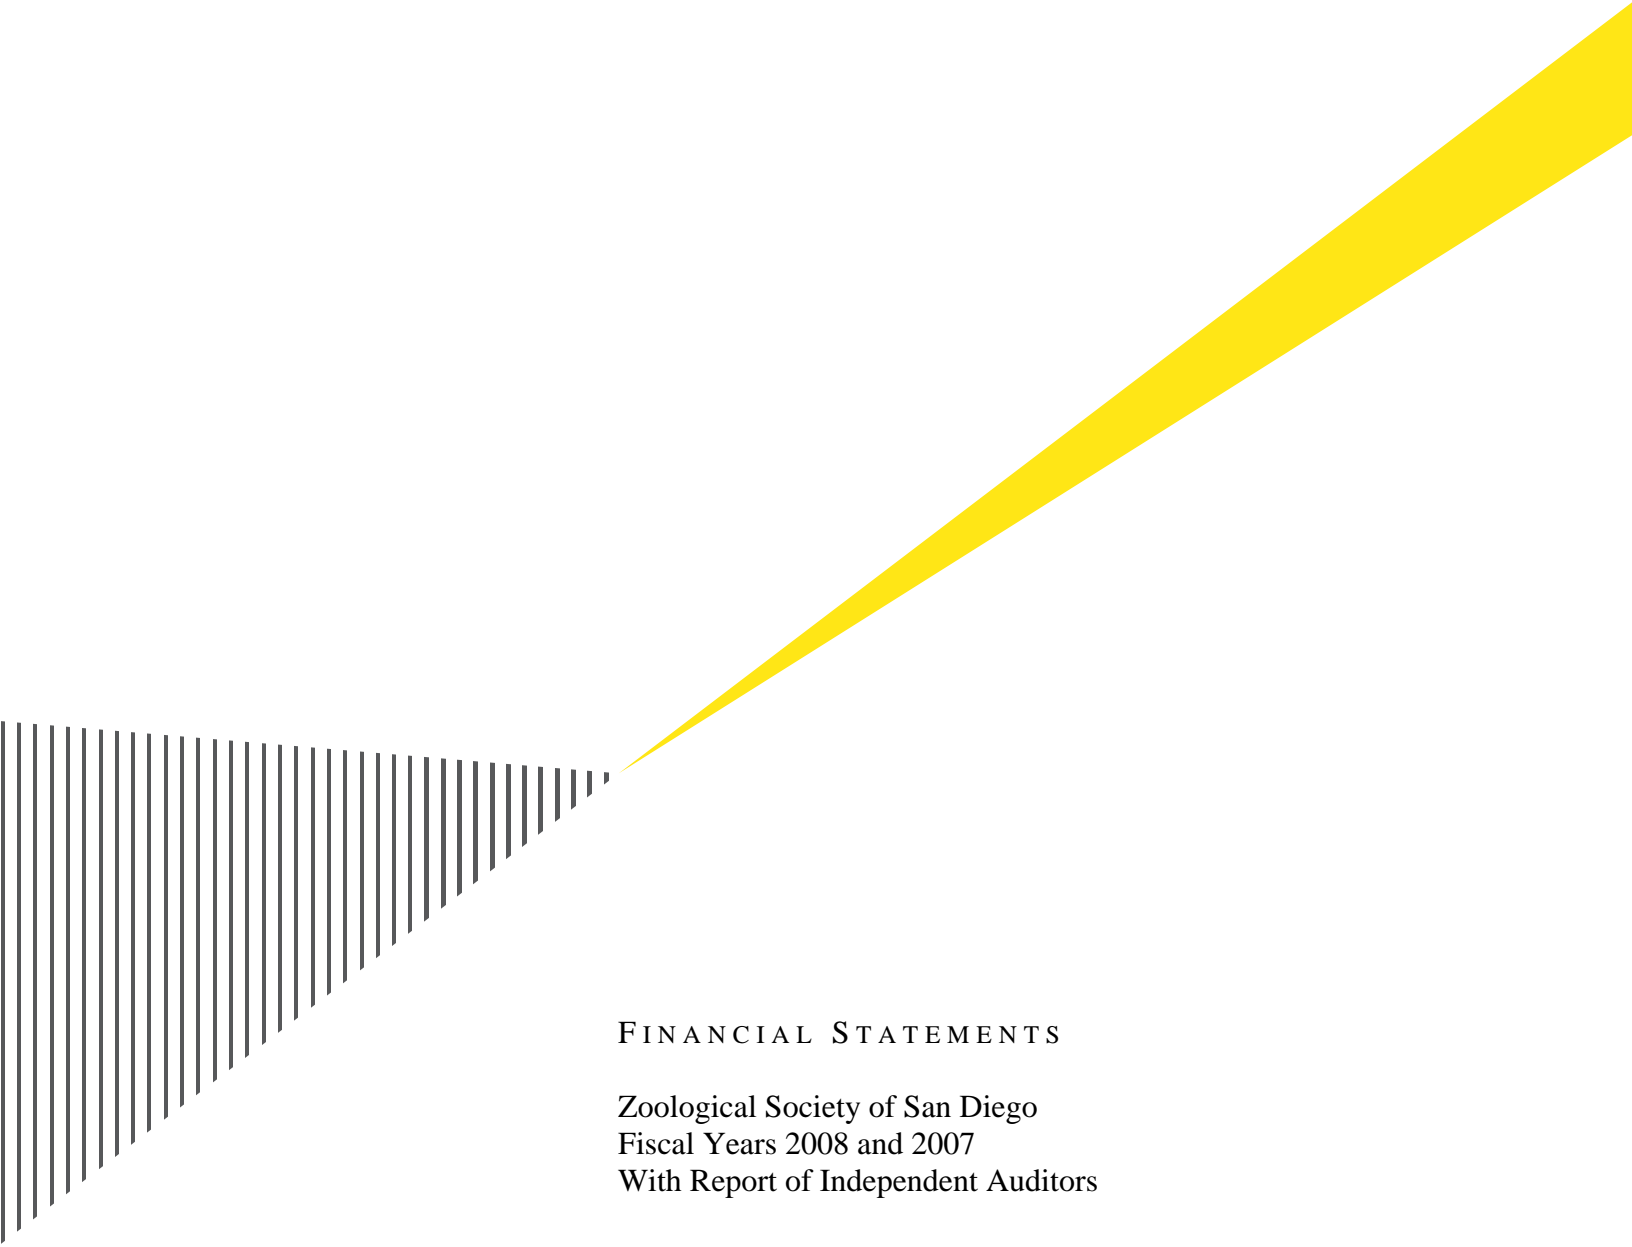 FINANCIAL STATEMENTS
Zoological Society of San Diego
Fiscal Years 2008 and 2007
With Report of Independent Auditors